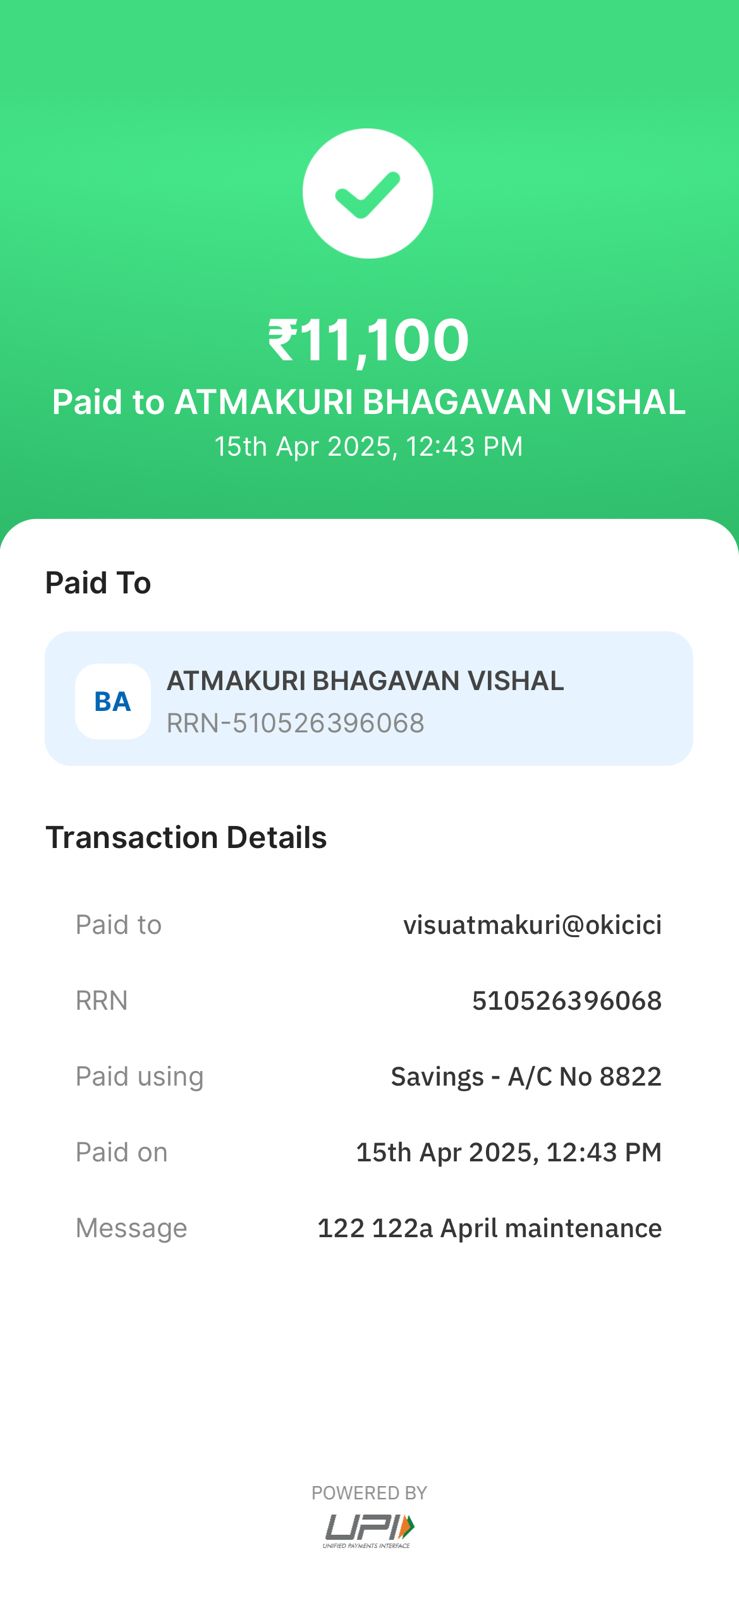 ₹11,100
Paid to ATMAKURI BHAGAVAN VISHAL
15th Apr 2025, 12:43 PM
Paid To
BA
ATMAKURI BHAGAVAN VISHAL
RRN-510526396068
Transaction Details
Paid to visuatmakuri@okicici
RRN 510526396068
Paid using Savings - A/C No 8822
Paid on 15th Apr 2025, 12:43 PM
Message 122 122a April maintenance
POWERED BY
UPI
UNIFIED PAYMENTS INTERFACE